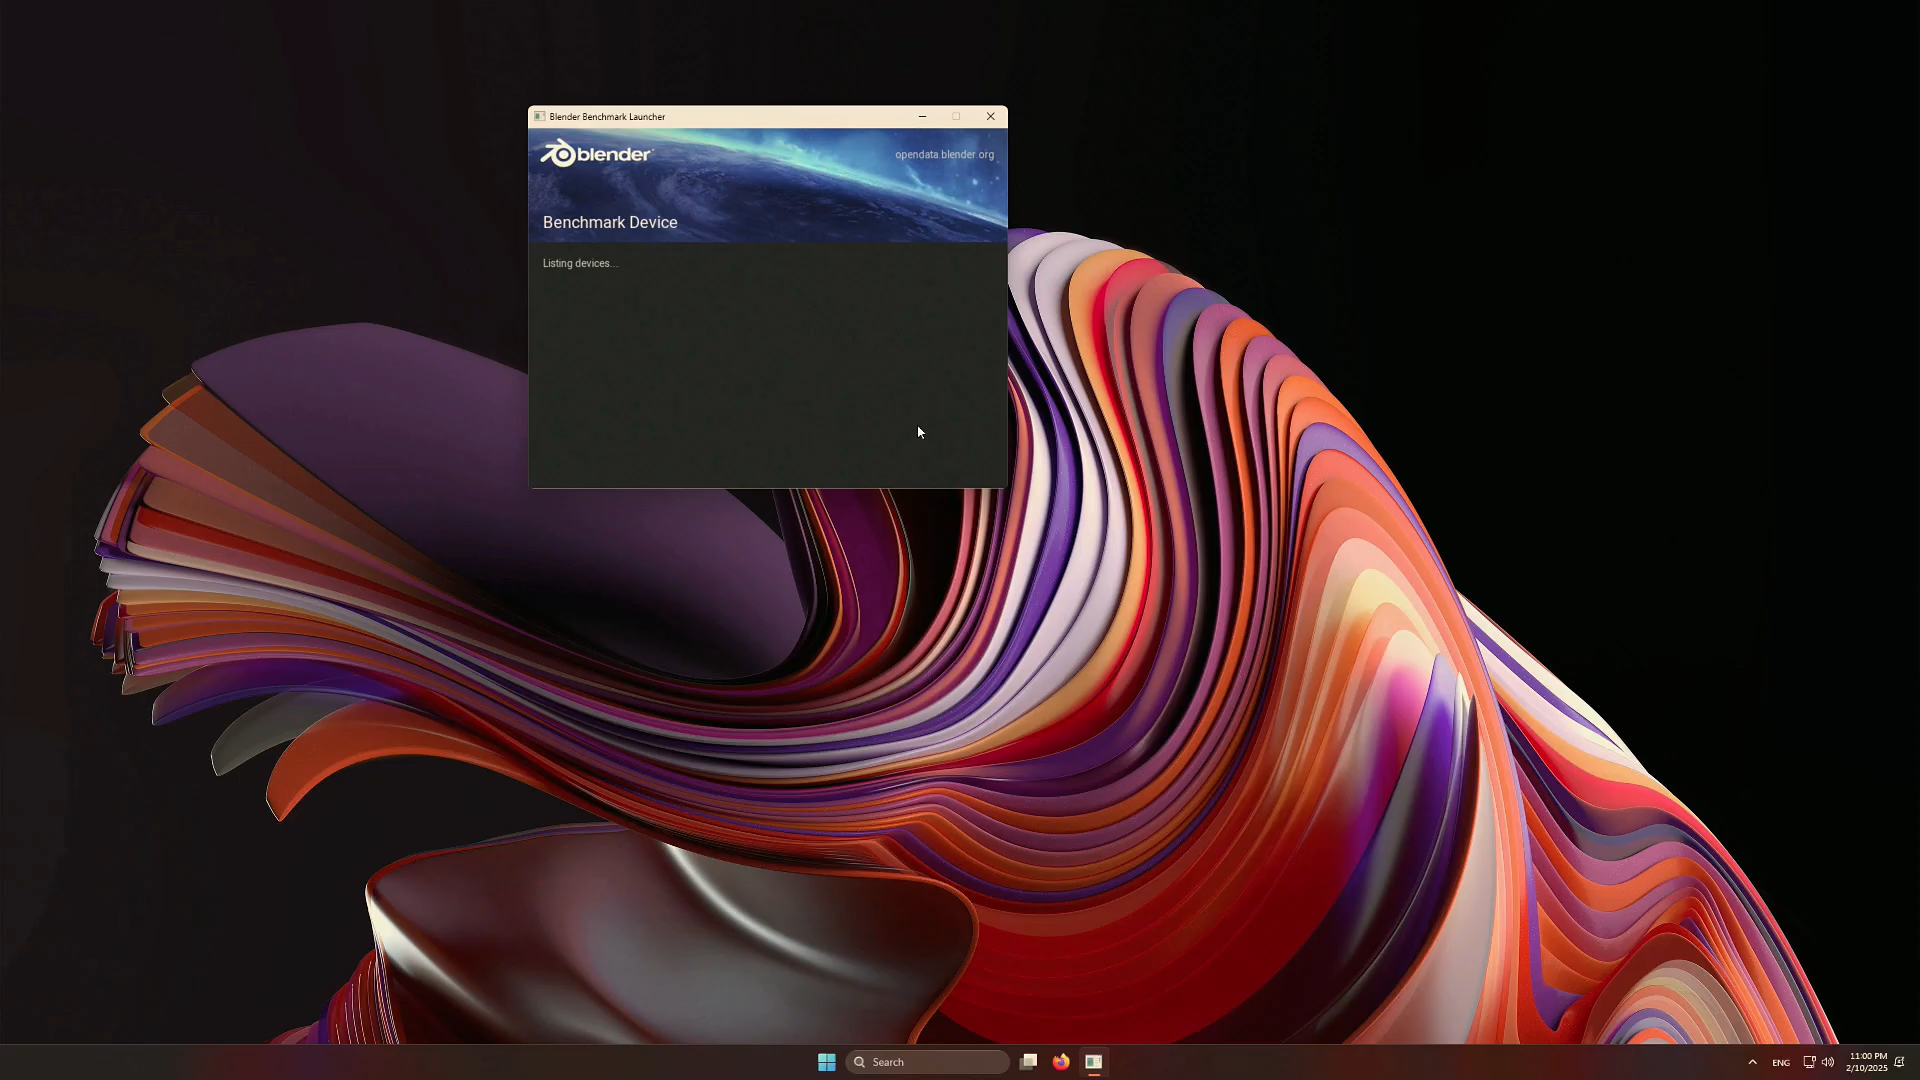 Blender Benchmark Launcher
blender
opendata.blender.org
Benchmark Device
Listing devices...
Search
ENG
11:00 PM
2/10/2025